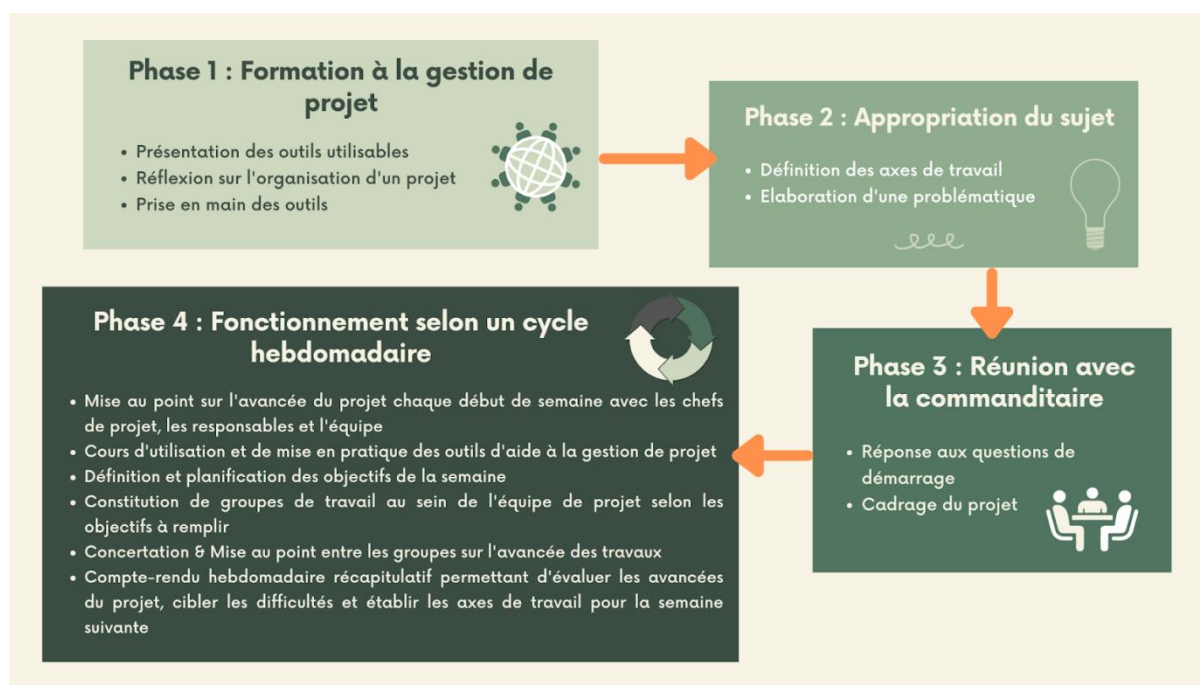 Phase 1 : Formation à la gestion de
projet
• Présentation des outils utilisables
• Réflexion sur l'organisation d'un projet
• Prise en main des outils
Phase 2 : Appropriation du sujet
• Définition des axes de travail
• Elaboration d'une problématique
Phase 3 : Réunion avec
la commanditaire
• Réponse aux questions de
démarrage
• Cadrage du projet
Phase 4 : Fonctionnement selon un cycle
hebdomadaire
• Mise au point sur l'avancée du projet chaque début de semaine avec les chefs
de projet, les responsables et l'équipe
• Cours d'utilisation et de mise en pratique des outils d'aide à la gestion de projet
• Définition et planification des objectifs de la semaine
• Constitution de groupes de travail au sein de l'équipe de projet selon les
objectifs à remplir
• Concertation & Mise au point entre les groupes sur l'avancée des travaux
• Compte-rendu hebdomadaire récapitulatif permettant d'évaluer les avancées
du projet, cibler les difficultés et établir les axes de travail pour la semaine
suivante